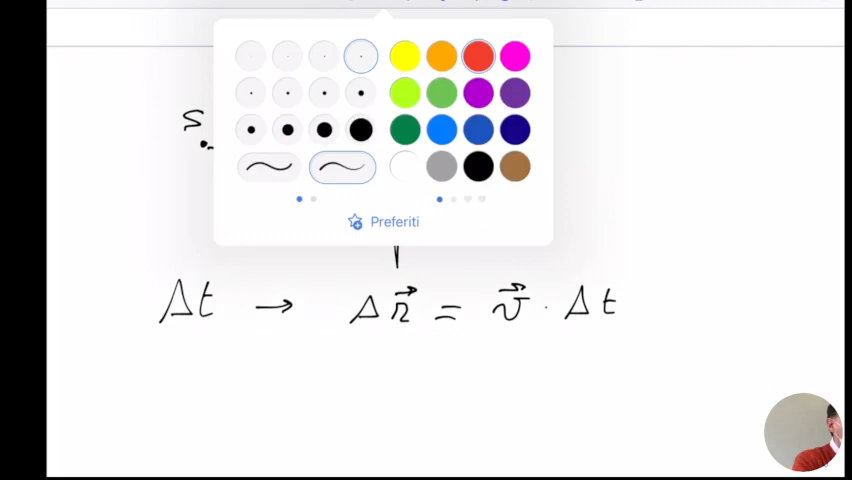 S
Preferiti
Δt → Δr⃗ = v⃗ · Δt